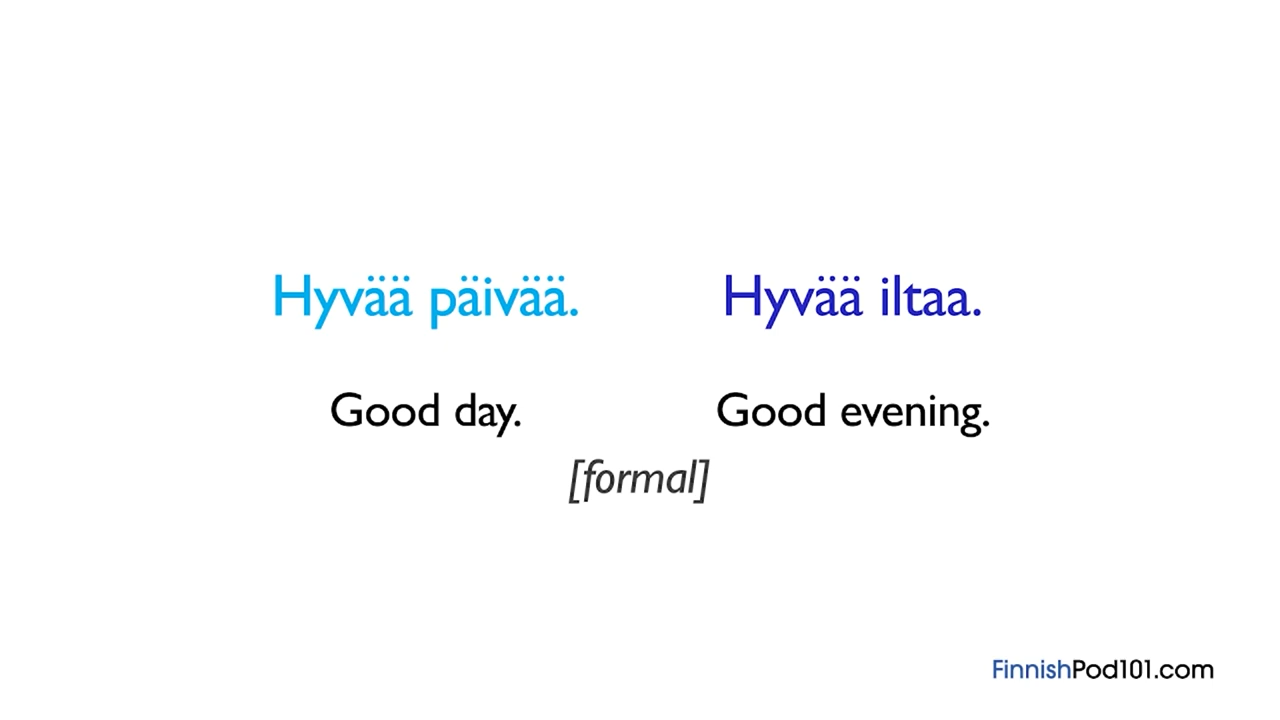 Hyvää päivää. Hyvää iltaa.
Good day. Good evening.
[formal]
FinnishPod101.com